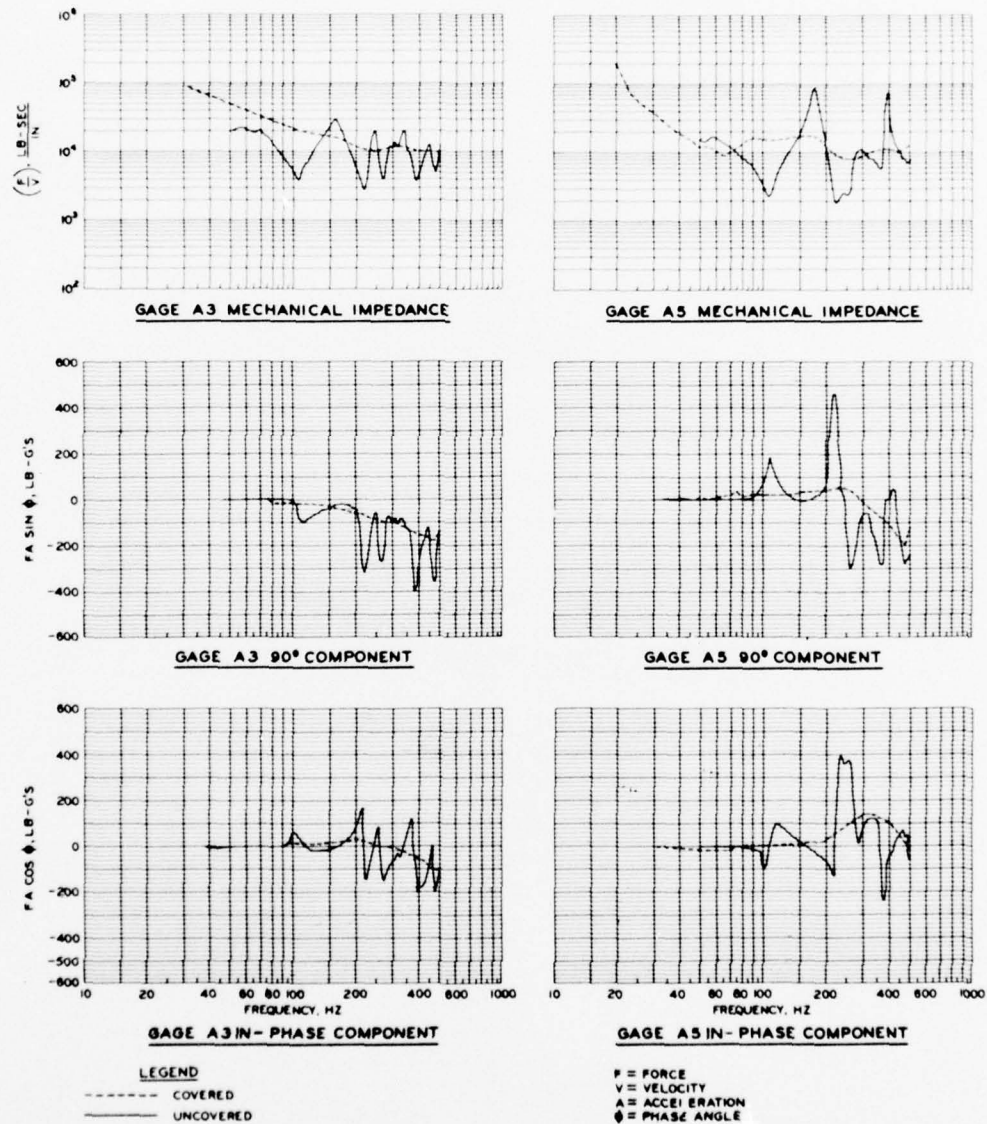 10⁶
10⁵
10⁴
10³
10²
(F/V), LB-SEC/IN
GAGE A3 MECHANICAL IMPEDANCE
GAGE A5 MECHANICAL IMPEDANCE
600
400
200
0
-200
-400
-600
FA SIN ϕ, LB-G'S
GAGE A3 90° COMPONENT
GAGE A5 90° COMPONENT
600
400
200
0
-200
-400
-500
-600
FA COS ϕ, LB-G'S
10 20 40 60 80 100 200 400 600 1000
FREQUENCY, HZ
10 20 40 60 80 100 200 400 600 1000
FREQUENCY, HZ
GAGE A3 IN-PHASE COMPONENT
GAGE A5 IN-PHASE COMPONENT
LEGEND
COVERED
UNCOVERED
F = FORCE
V = VELOCITY
A = ACCELERATION
ϕ = PHASE ANGLE